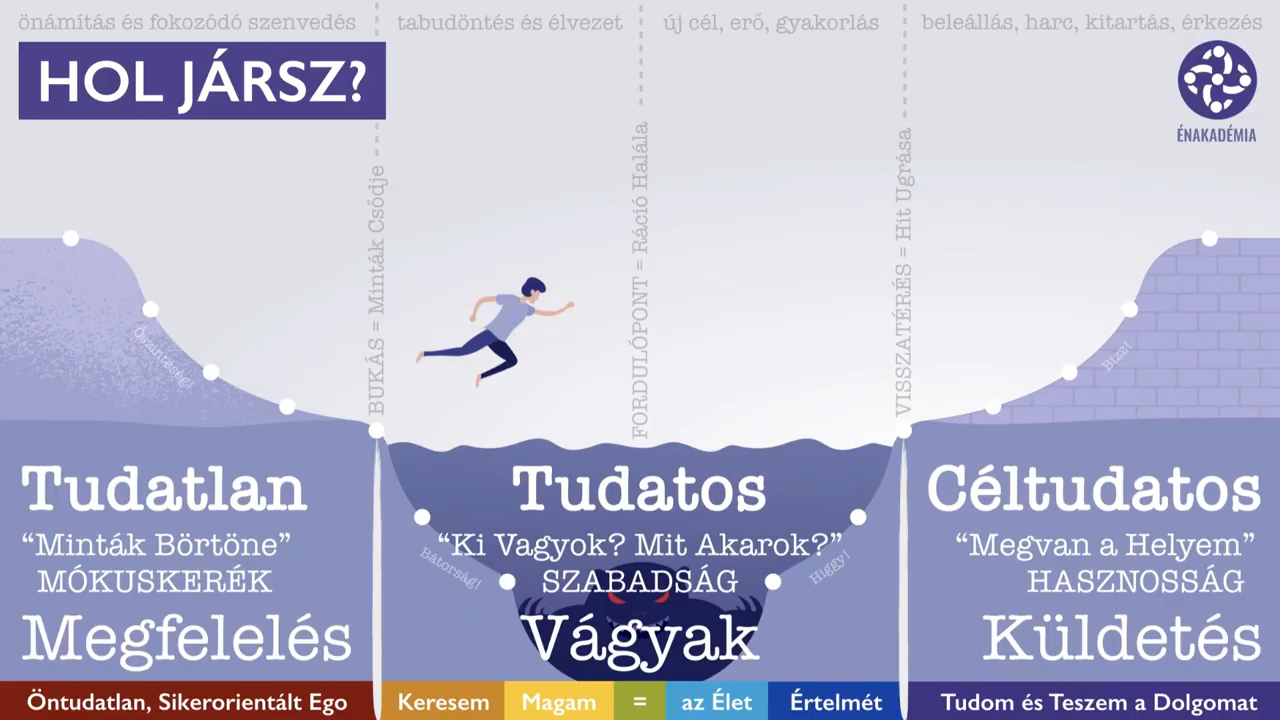 önámítás és fokozódó szenvedés
tabudöntés és élvezet
új cél, erő, gyakorlás
beleállás, harc, kitartás, érkezés
HOL JÁRSZ?
ÉNAKADÉMIA
BUKÁS = Minták Csődje
FORDULÓPONT = Ráció Halála
VISSZATÉRÉS = Hit Ugrása
Őszinteség!
Bizz!
Tudatlan
“Minták Börtöne”
MÓKUSKERÉK
Megfelelés
Tudatos
“Ki Vagyok? Mit Akarok?”
Bátorság!
SZABADSÁG
Higgy!
Vágyak
Céltudatos
“Megvan a Helyem”
HASZNOSSÁG
Küldetés
Öntudatlan, Sikerorientált Ego
Keresem Magam = az Élet Értelmét
Tudom és Teszem a Dolgomat